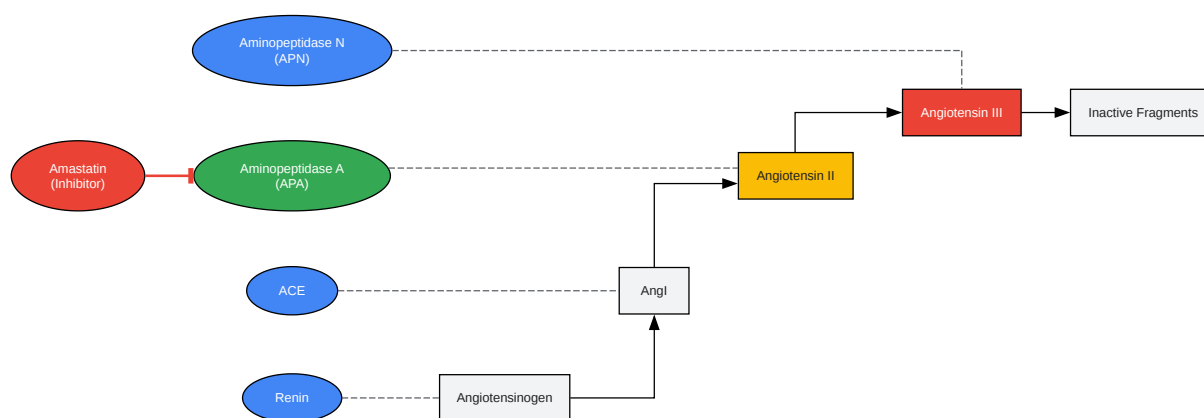 Aminopeptidase N
(APN)
Angiotensin III
Inactive Fragments
Amastatin
(Inhibitor)
Aminopeptidase A
(APA)
Angiotensin II
ACE
AngI
Renin
Angiotensinogen